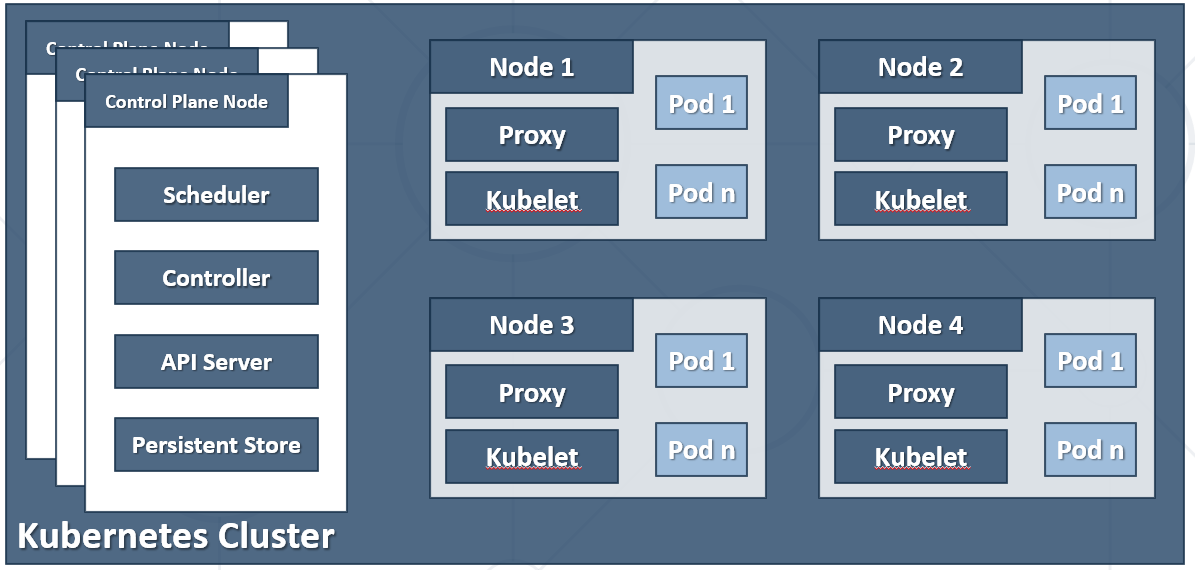 Control Plane Node
Control Plane Node
Control Plane Node
Scheduler
Controller
API Server
Persistent Store
Kubernetes Cluster
Node 1
Proxy
Kubelet
Pod 1
Pod n
Node 2
Proxy
Kubelet
Pod 1
Pod n
Node 3
Proxy
Kubelet
Pod 1
Pod n
Node 4
Proxy
Kubelet
Pod 1
Pod n